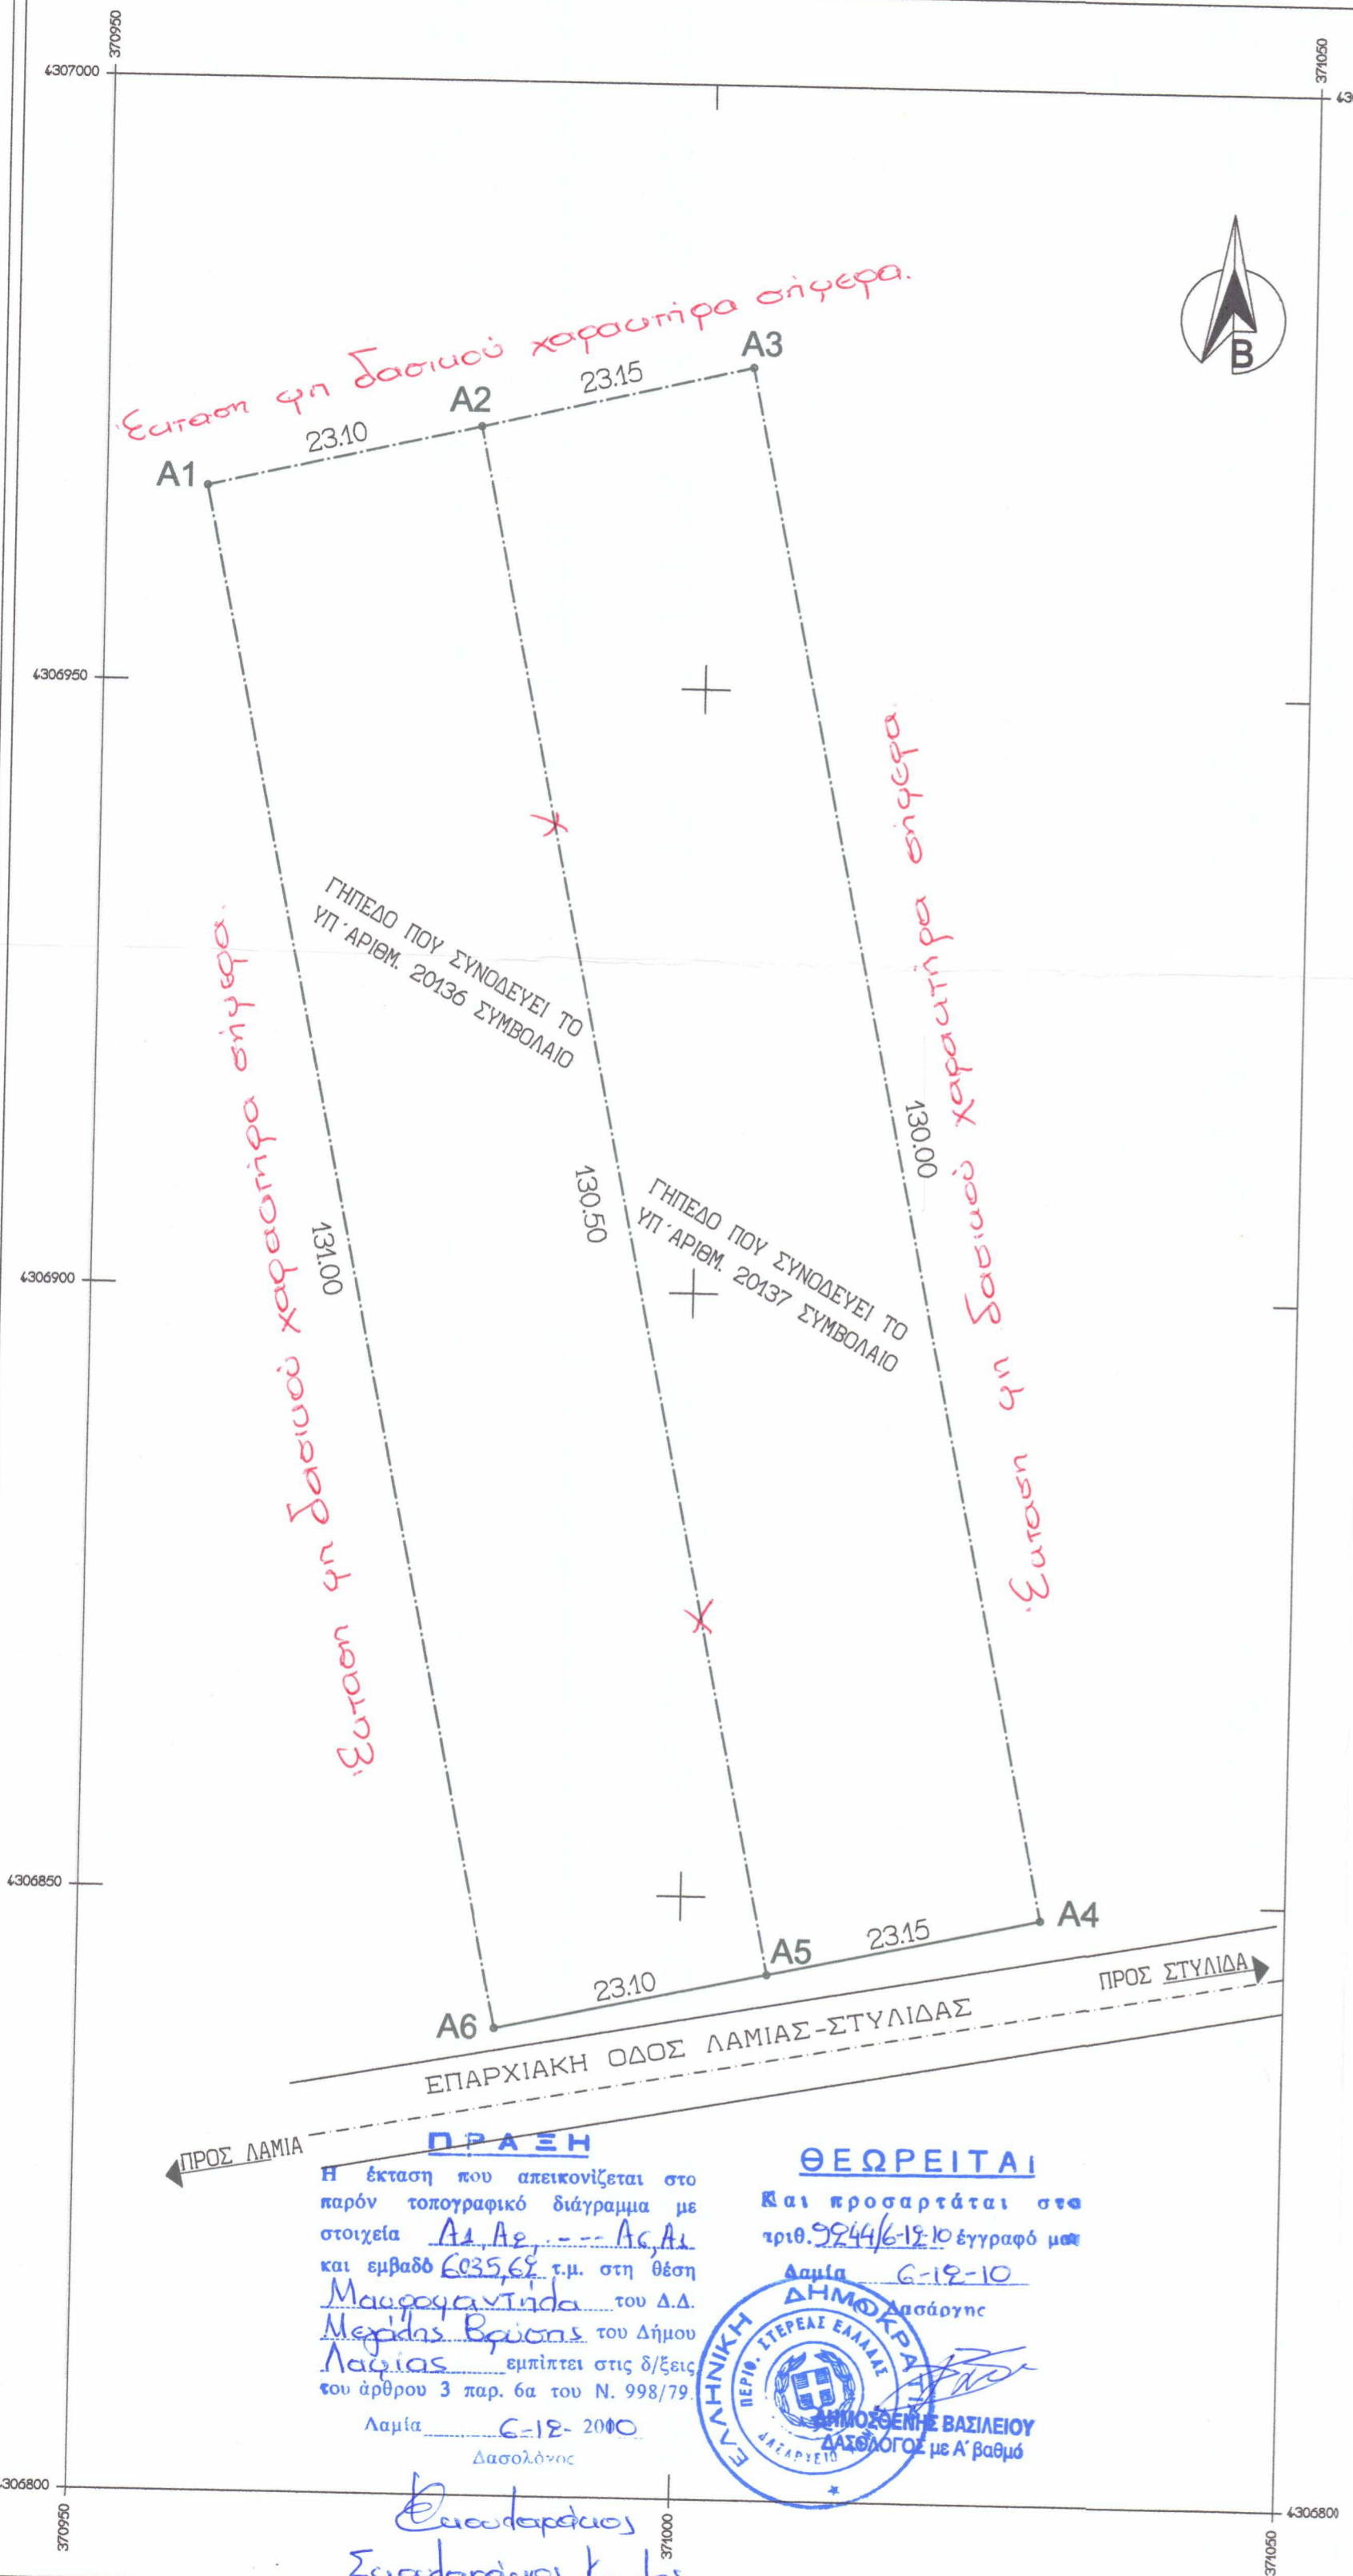 370950
371050
4307000
Έκταση μη δασικού χαρακτήρα σήμερα.
A3
23.15
A2
23.10
A1
B
4306950
Έκταση μη δασικού χαρακτήρα σήμερα.
Έκταση μη δασικού χαρακτήρα σήμερα.
ΓΗΠΕΔΟ ΠΟΥ ΣΥΝΟΔΕΥΕΙ ΤΟ
ΥΠ΄ΑΡΙΘΜ. 20136 ΣΥΜΒΟΛΑΙΟ
130.00
130.50
131.00
ΓΗΠΕΔΟ ΠΟΥ ΣΥΝΟΔΕΥΕΙ ΤΟ
ΥΠ΄ΑΡΙΘΜ. 20137 ΣΥΜΒΟΛΑΙΟ
4306900
4306850
A4
23.15
A5
23.10
A6
ΠΡΟΣ ΣΤΥΛΙΔΑ
ΕΠΑΡΧΙΑΚΗ ΟΔΟΣ ΛΑΜΙΑΣ-ΣΤΥΛΙΔΑΣ
ΠΡΟΣ ΛΑΜΙΑ
ΠΡΑΞΗ
Η έκταση που απεικονίζεται στο
παρόν τοπογραφικό διάγραμμα με
στοιχεία Α1, Α2, --- Α6, Α1
και εμβαδό 6035,62 τ.μ. στη θέση
Μαυρομαντήλα του Δ.Δ.
Μεγάλης Βρύσης του Δήμου
Λαμίας εμπίπτει στις δ/ξεις
του άρθρου 3 παρ. 6α του Ν. 998/79.
Λαμία 6-12- 2010
Δασολόγος
ΘΕΩΡΕΙΤΑΙ
Και προσαρτάται στο
αριθ. 9244/6-12-10 έγγραφό μας
Λαμία 6-12-10
Ο Δασάρχης
ΕΛΛΗΝΙΚΗ ΔΗΜΟΚΡΑΤΙΑ
ΠΕΡΙΦ. ΣΤΕΡΕΑΣ ΕΛΛΑΔΑΣ
ΔΑΣΑΡΧΕΙΟ
ΔΗΜΟΣΘΕΝΗΣ ΒΑΣΙΛΕΙΟΥ
ΔΑΣΟΛΟΓΟΣ με Α΄ βαθμό
306800
4306800
370950
371000
371050